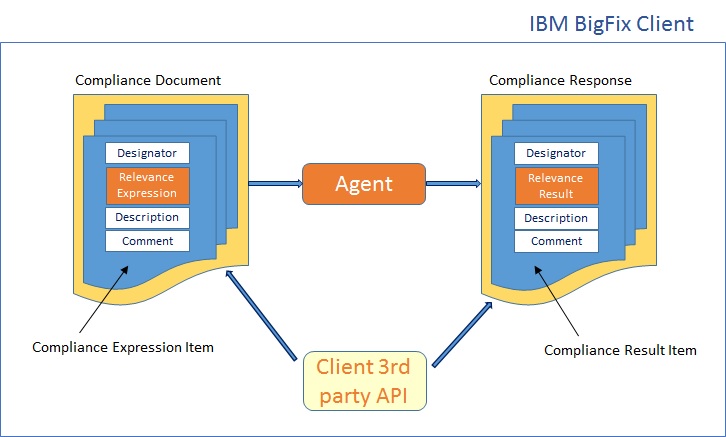 IBM BigFix Client
Compliance Document
Compliance Response
Designator
Relevance
Expression
Description
Comment
Agent
Designator
Relevance
Result
Description
Comment
Compliance Expression Item
Client 3rd
party API
Compliance Result Item